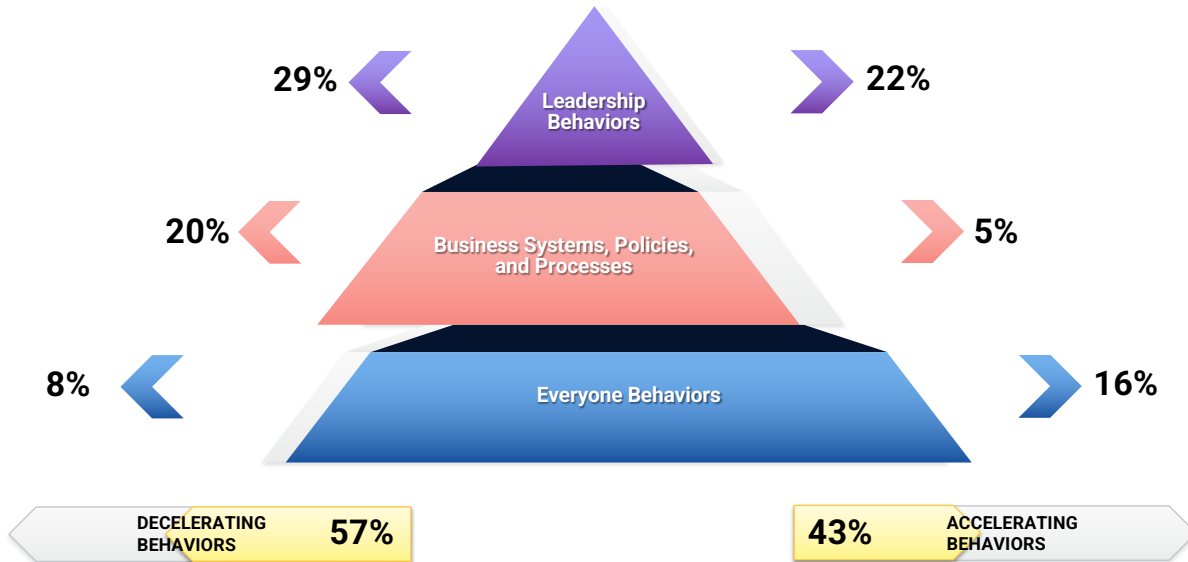 29%
22%
Leadership
Behaviors
20%
5%
Business Systems, Policies,
and Processes
8%
16%
Everyone Behaviors
DECELERATING
BEHAVIORS
57%
43%
ACCELERATING
BEHAVIORS